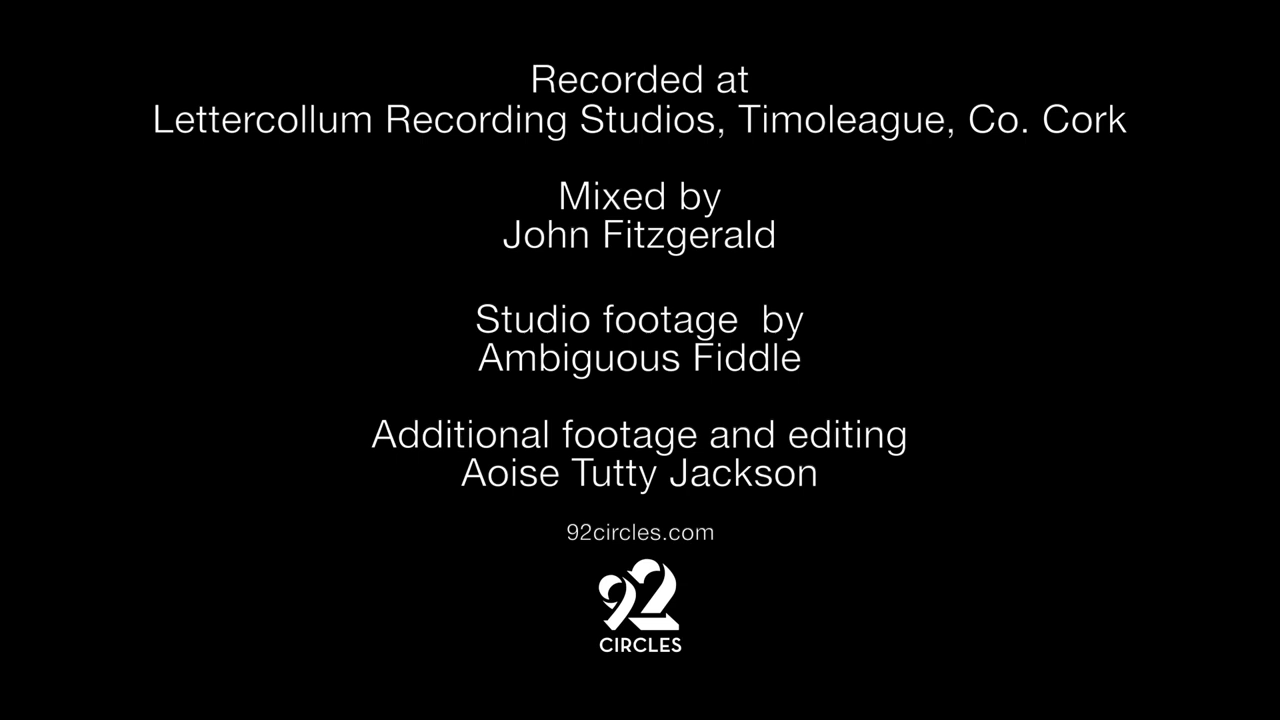 Recorded at
Lettercollum Recording Studios, Timoleague, Co. Cork
Mixed by
John Fitzgerald
Studio footage  by
Ambiguous Fiddle
Additional footage and editing
Aoise Tutty Jackson
92circles.com
92
CIRCLES